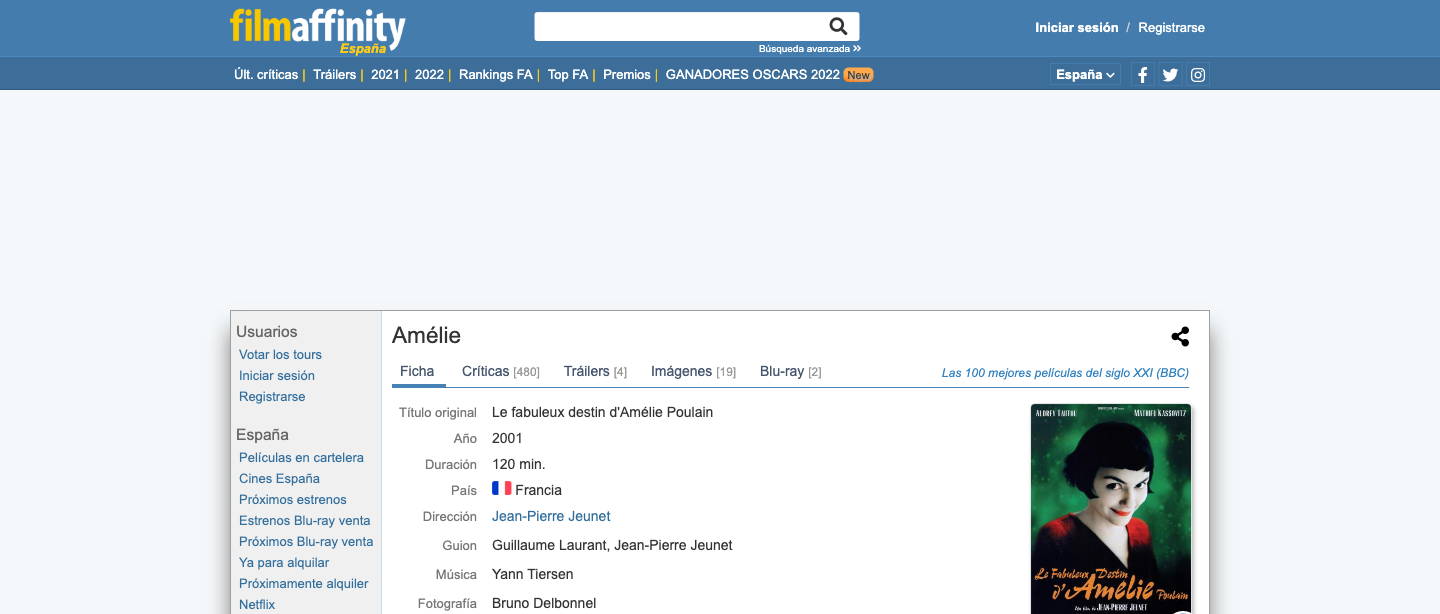 filmaffinity
España
Búsqueda avanzada »
Iniciar sesión / Registrarse
Últ. críticas | Tráilers | 2021 | 2022 | Rankings FA | Top FA | Premios | GANADORES OSCARS 2022 New
España
Usuarios
Votar los tours
Iniciar sesión
Registrarse
España
Películas en cartelera
Cines España
Próximos estrenos
Estrenos Blu-ray venta
Próximos Blu-ray venta
Ya para alquilar
Próximamente alquiler
Netflix
Amélie
Ficha Críticas [480] Tráilers [4] Imágenes [19] Blu-ray [2]
Las 100 mejores películas del siglo XXI (BBC)
Título original Le fabuleux destin d'Amélie Poulain
Año 2001
Duración 120 min.
País Francia
Dirección Jean-Pierre Jeunet
Guion Guillaume Laurant, Jean-Pierre Jeunet
Música Yann Tiersen
Fotografía Bruno Delbonnel
AUDREY TAUTOU
MATHIEU KASSOVITZ
Le Fabuleux Destin
d'Amélie Poulain
JEAN-PIERRE JEUNET